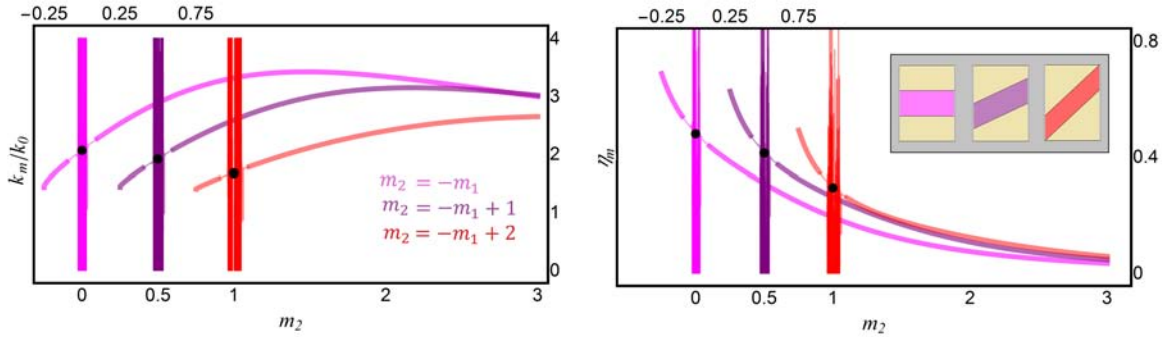 −0.25 0.25 0.75
4
3
2
1
0
k_m/k_0
m_2 = −m_1
m_2 = −m_1 + 1
m_2 = −m_1 + 2
0 0.5 1 2 3
m_2
−0.25 0.25 0.75
0.8
0.4
0
η_m
0 0.5 1 2 3
m_2